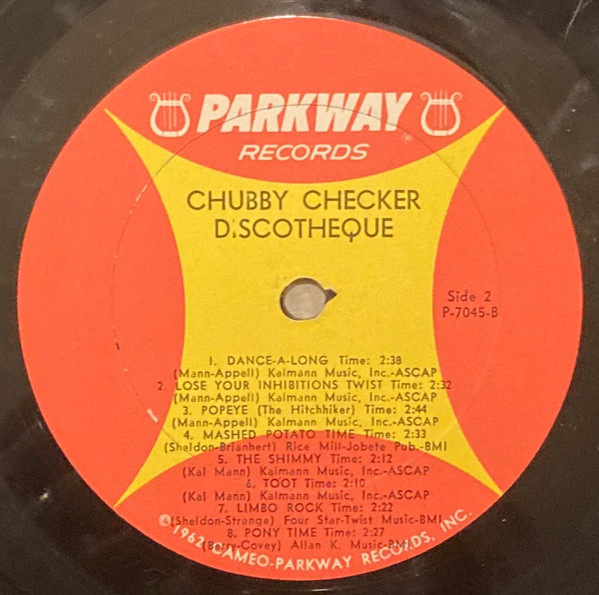 PARKWAY
RECORDS
CHUBBY CHECKER
DISCOTHEQUE
Side 2
P-7045-B
1. DANCE-A-LONG Time: 2:38
(Mann-Appell) Kalmann Music, Inc.-ASCAP
2. LOSE YOUR INHIBITIONS TWIST Time: 2:32
(Mann-Appell) Kalmann Music, Inc.-ASCAP
3. POPEYE (The Hitchhiker) Time: 2:44
(Mann-Appell) Kalmann Music, Inc.-ASCAP
4. MASHED POTATO TIME Time: 2:33
(Sheldon-Brianhert) Rice Mill-Jobete Pub.-BMI
5. THE SHIMMY Time: 2:12
(Kal Mann) Kalmann Music, Inc.-ASCAP
6. TOOT Time: 2:10
(Kal Mann) Kalmann Music, Inc.-ASCAP
7. LIMBO ROCK Time: 2:22
(Sheldon-Strange) Four Star-Twist Music-BMI
8. PONY TIME Time: 2:27
(Berry-Covey) Allan K. Music-BMI
©1962 CAMEO-PARKWAY RECORDS, INC.